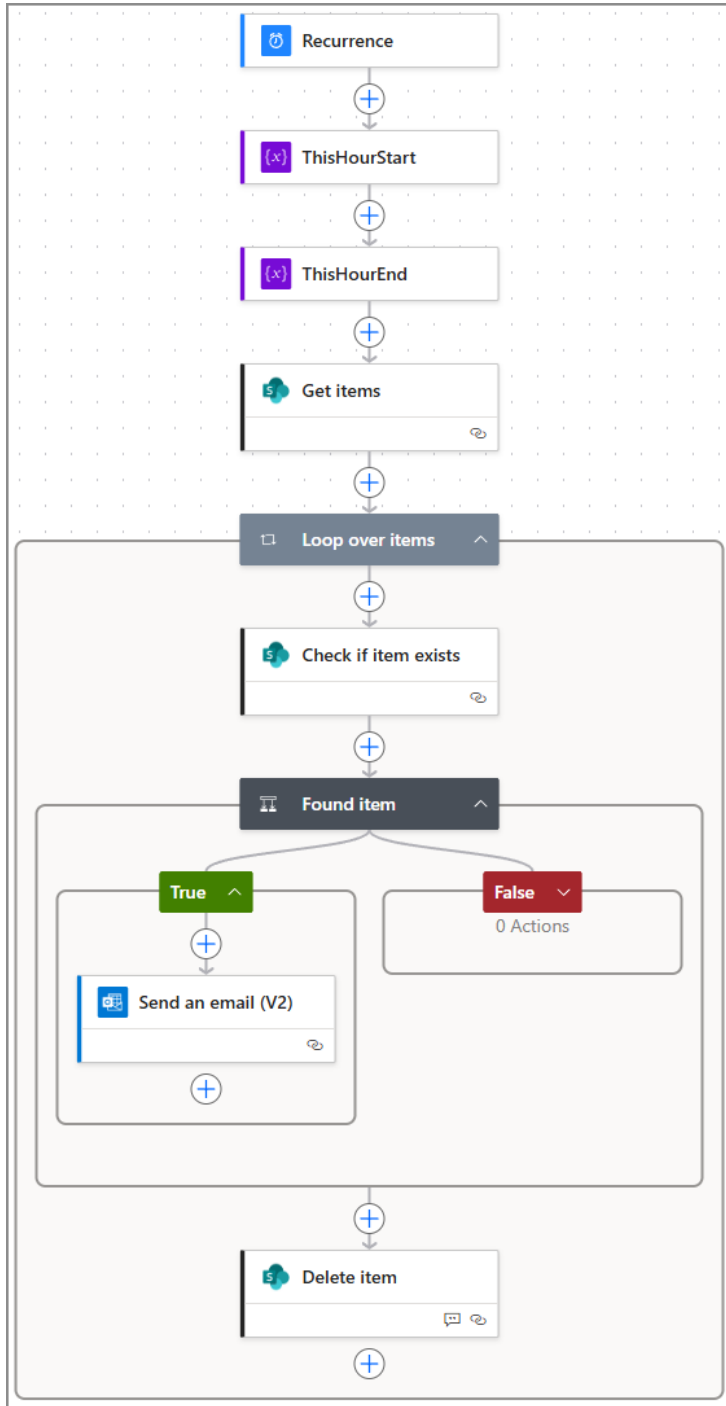 Recurrence
{x} ThisHourStart
{x} ThisHourEnd
S Get items
Loop over items
S Check if item exists
Found item
True
False
0 Actions
Send an email (V2)
S Delete item